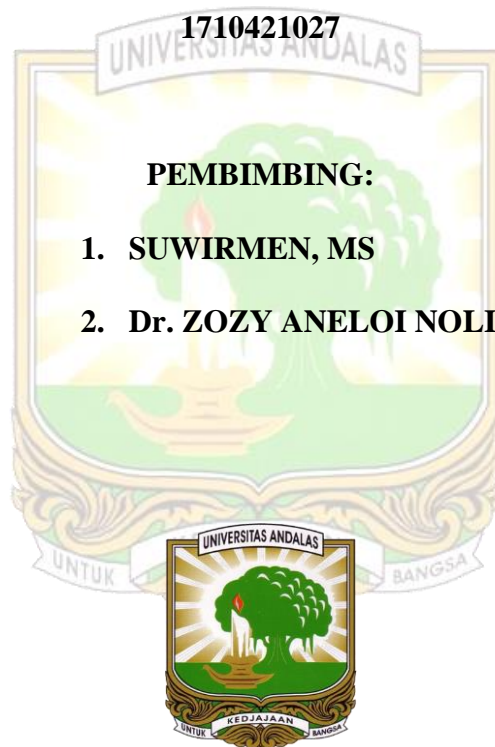 1710421027
UNIVERSITAS ANDALAS
PEMBIMBING:
1. SUWIRMEN, MS
2. Dr. ZOZY ANELOI NOLI
UNTUK BANGSA
UNIVERSITAS ANDALAS
UNTUK KEDJAJAAN BANGSA